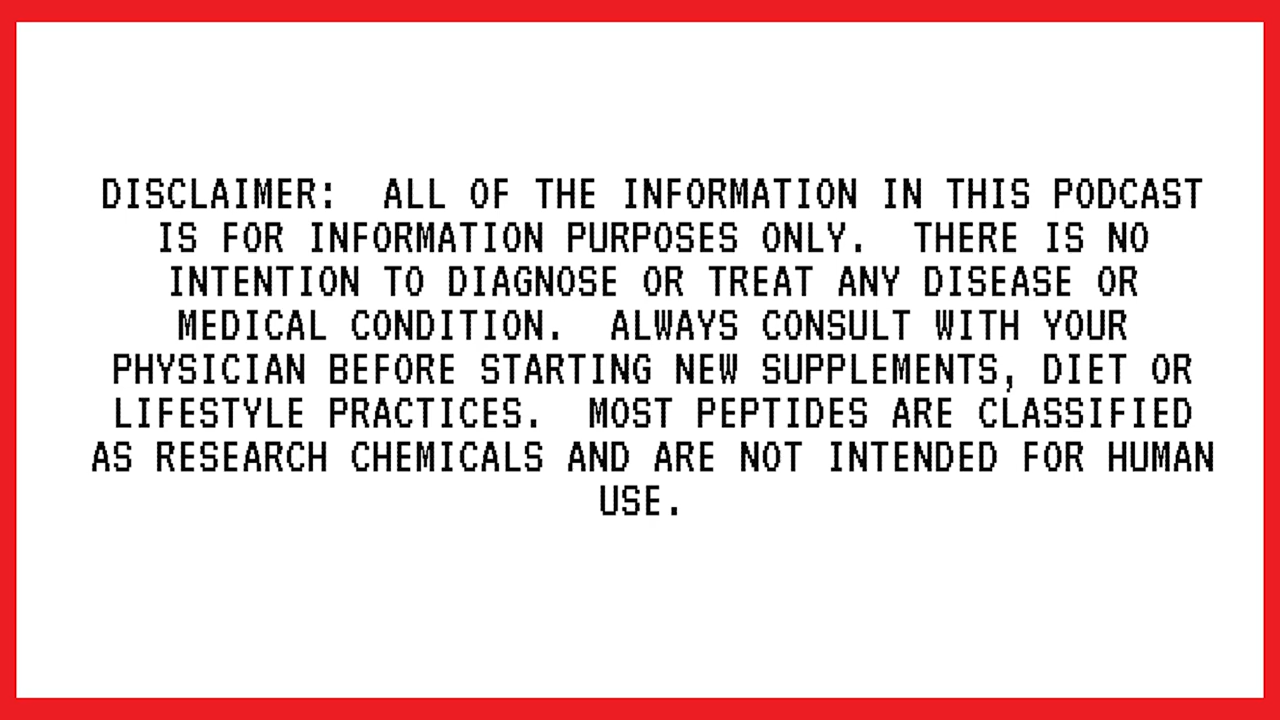 DISCLAIMER:  ALL OF THE INFORMATION IN THIS PODCAST
IS FOR INFORMATION PURPOSES ONLY.  THERE IS NO
INTENTION TO DIAGNOSE OR TREAT ANY DISEASE OR
MEDICAL CONDITION.  ALWAYS CONSULT WITH YOUR
PHYSICIAN BEFORE STARTING NEW SUPPLEMENTS, DIET OR
LIFESTYLE PRACTICES.  MOST PEPTIDES ARE CLASSIFIED
AS RESEARCH CHEMICALS AND ARE NOT INTENDED FOR HUMAN
USE.